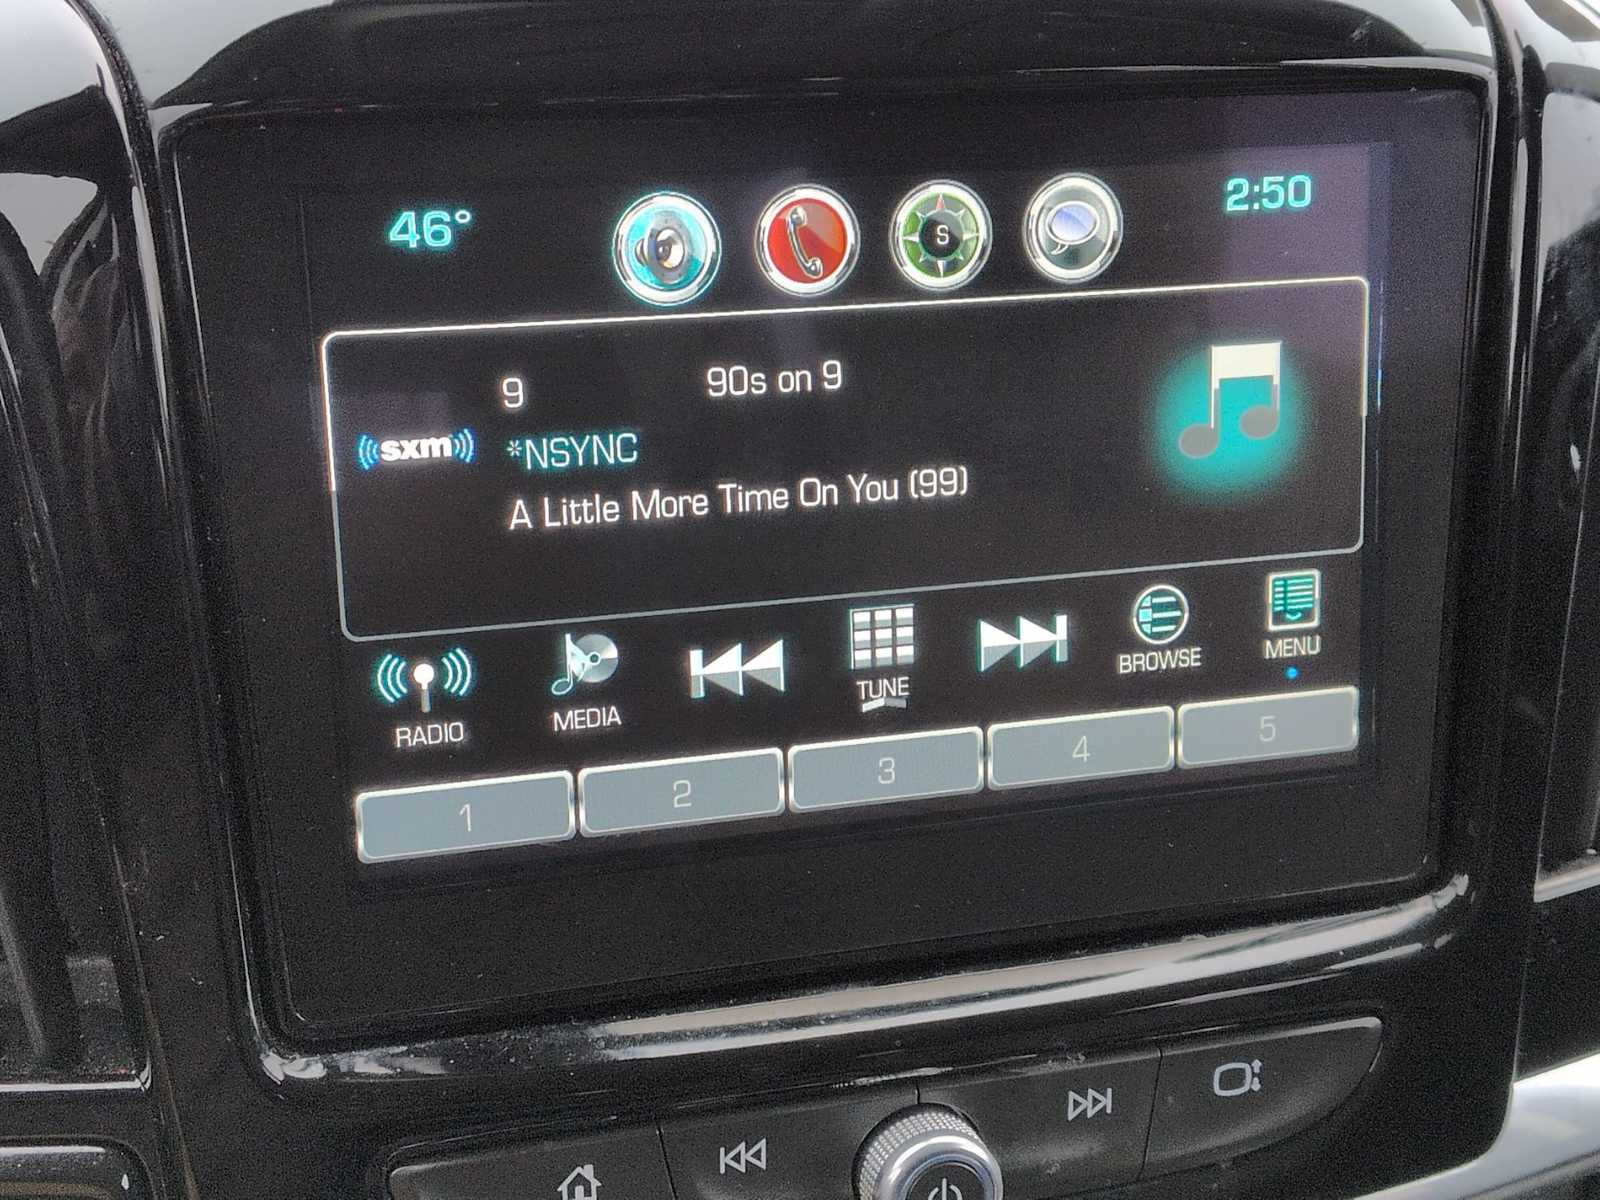 46° S 2:50
9 90s on 9
sxm *NSYNC
A Little More Time On You (99)
RADIO MEDIA TUNE BROWSE MENU
1 2 3 4 5